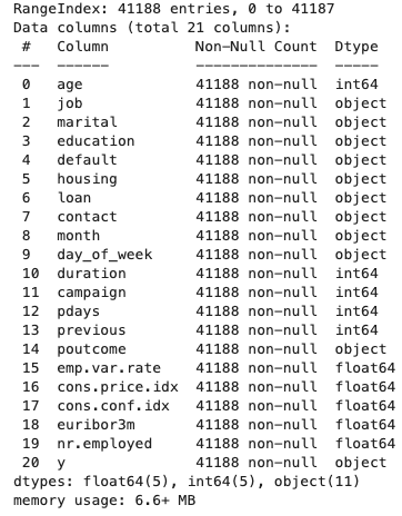 RangeIndex: 41188 entries, 0 to 41187
Data columns (total 21 columns):
 #   Column          Non-Null Count  Dtype
---  ------          --------------  -----
 0   age             41188 non-null  int64
 1   job             41188 non-null  object
 2   marital         41188 non-null  object
 3   education       41188 non-null  object
 4   default         41188 non-null  object
 5   housing         41188 non-null  object
 6   loan            41188 non-null  object
 7   contact         41188 non-null  object
 8   month           41188 non-null  object
 9   day_of_week     41188 non-null  object
 10  duration        41188 non-null  int64
 11  campaign        41188 non-null  int64
 12  pdays           41188 non-null  int64
 13  previous        41188 non-null  int64
 14  poutcome        41188 non-null  object
 15  emp.var.rate    41188 non-null  float64
 16  cons.price.idx  41188 non-null  float64
 17  cons.conf.idx   41188 non-null  float64
 18  euribor3m       41188 non-null  float64
 19  nr.employed     41188 non-null  float64
 20  y               41188 non-null  object
dtypes: float64(5), int64(5), object(11)
memory usage: 6.6+ MB